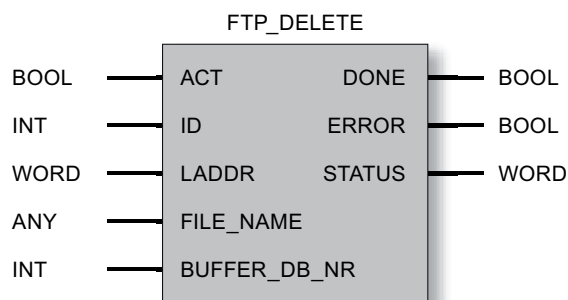 FTP_DELETE
BOOL ACT DONE BOOL
INT ID ERROR BOOL
WORD LADDR STATUS WORD
ANY FILE_NAME
INT BUFFER_DB_NR